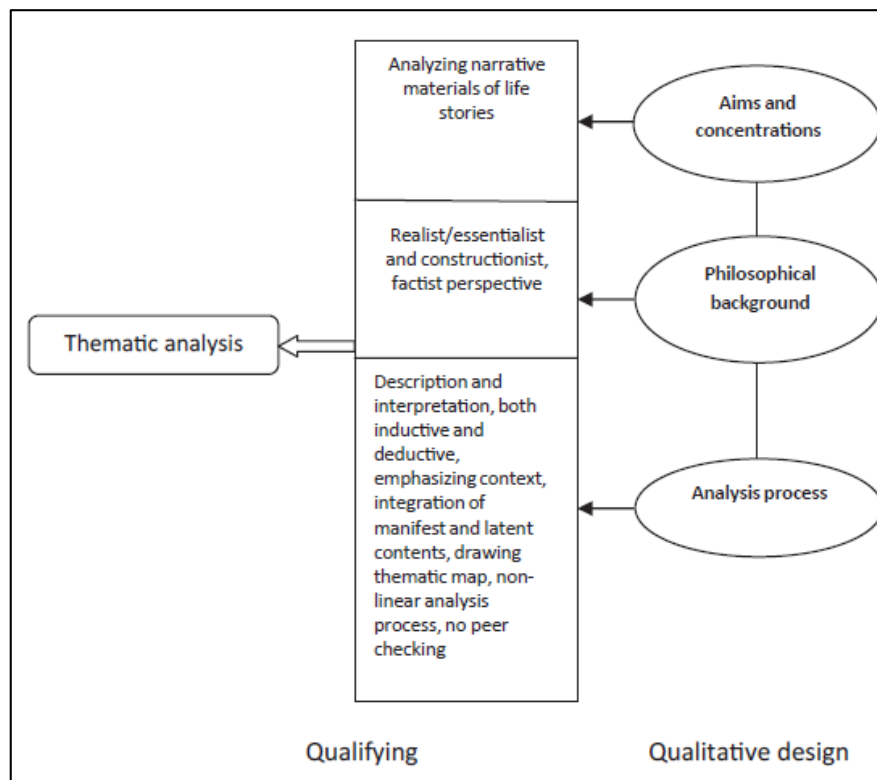 Analyzing narrative
materials of life
stories
Aims and
concentrations
Realist/essentialist
and constructionist,
factist perspective
Philosophical
background
Thematic analysis
Description and
interpretation, both
inductive and
deductive,
emphasizing context,
integration of
manifest and latent
contents, drawing
thematic map, non-
linear analysis
process, no peer
checking
Analysis process
Qualifying
Qualitative design